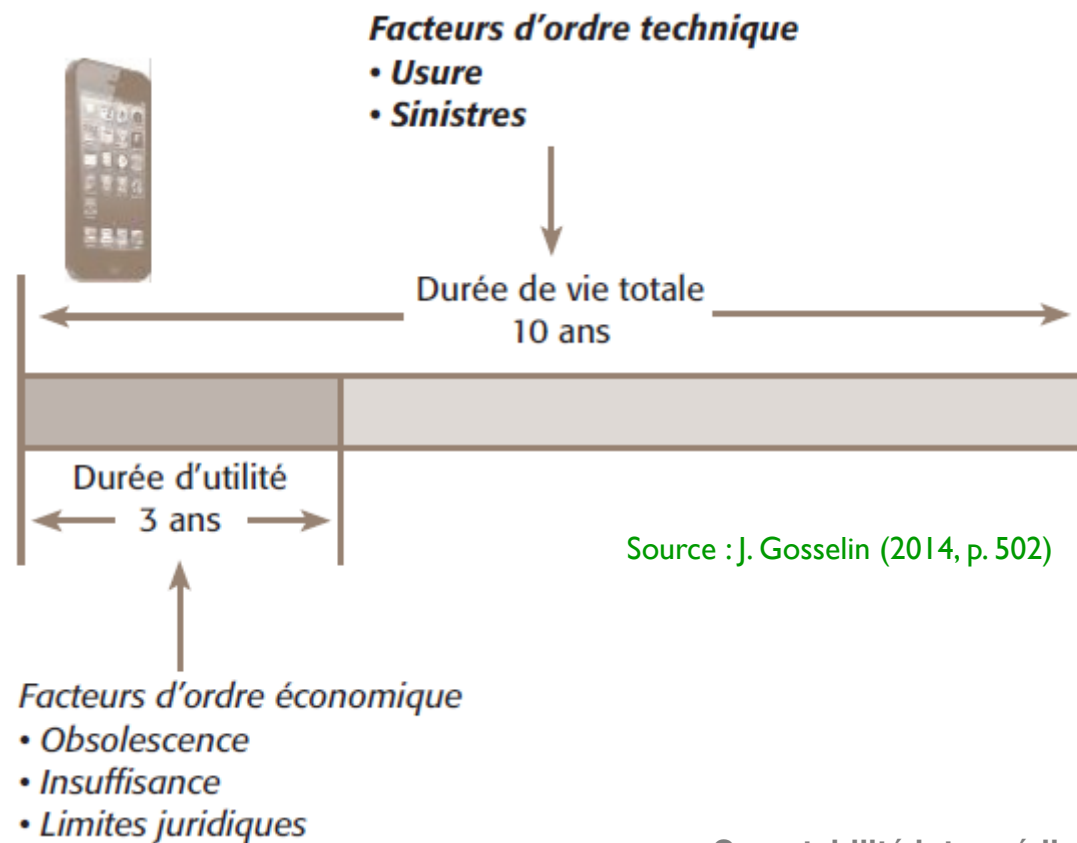 Facteurs d'ordre technique
• Usure
• Sinistres
Durée de vie totale
10 ans
Durée d'utilité
3 ans
Source : J. Gosselin (2014, p. 502)
Facteurs d'ordre économique
• Obsolescence
• Insuffisance
• Limites juridiques